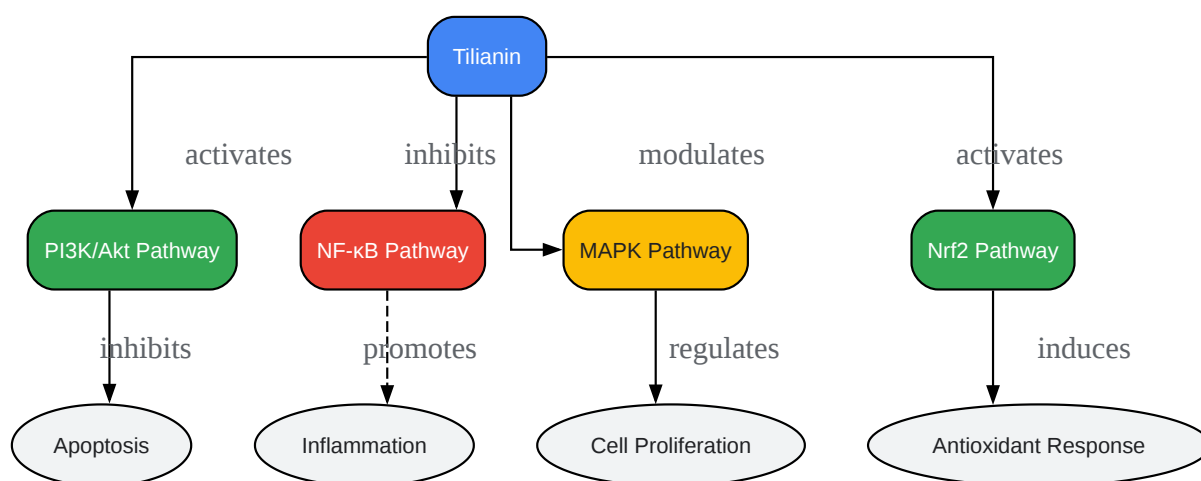 Tilianin
activates
inhibits
modulates
activates
PI3K/Akt Pathway
NF-κB Pathway
MAPK Pathway
Nrf2 Pathway
inhibits
promotes
regulates
induces
Apoptosis
Inflammation
Cell Proliferation
Antioxidant Response